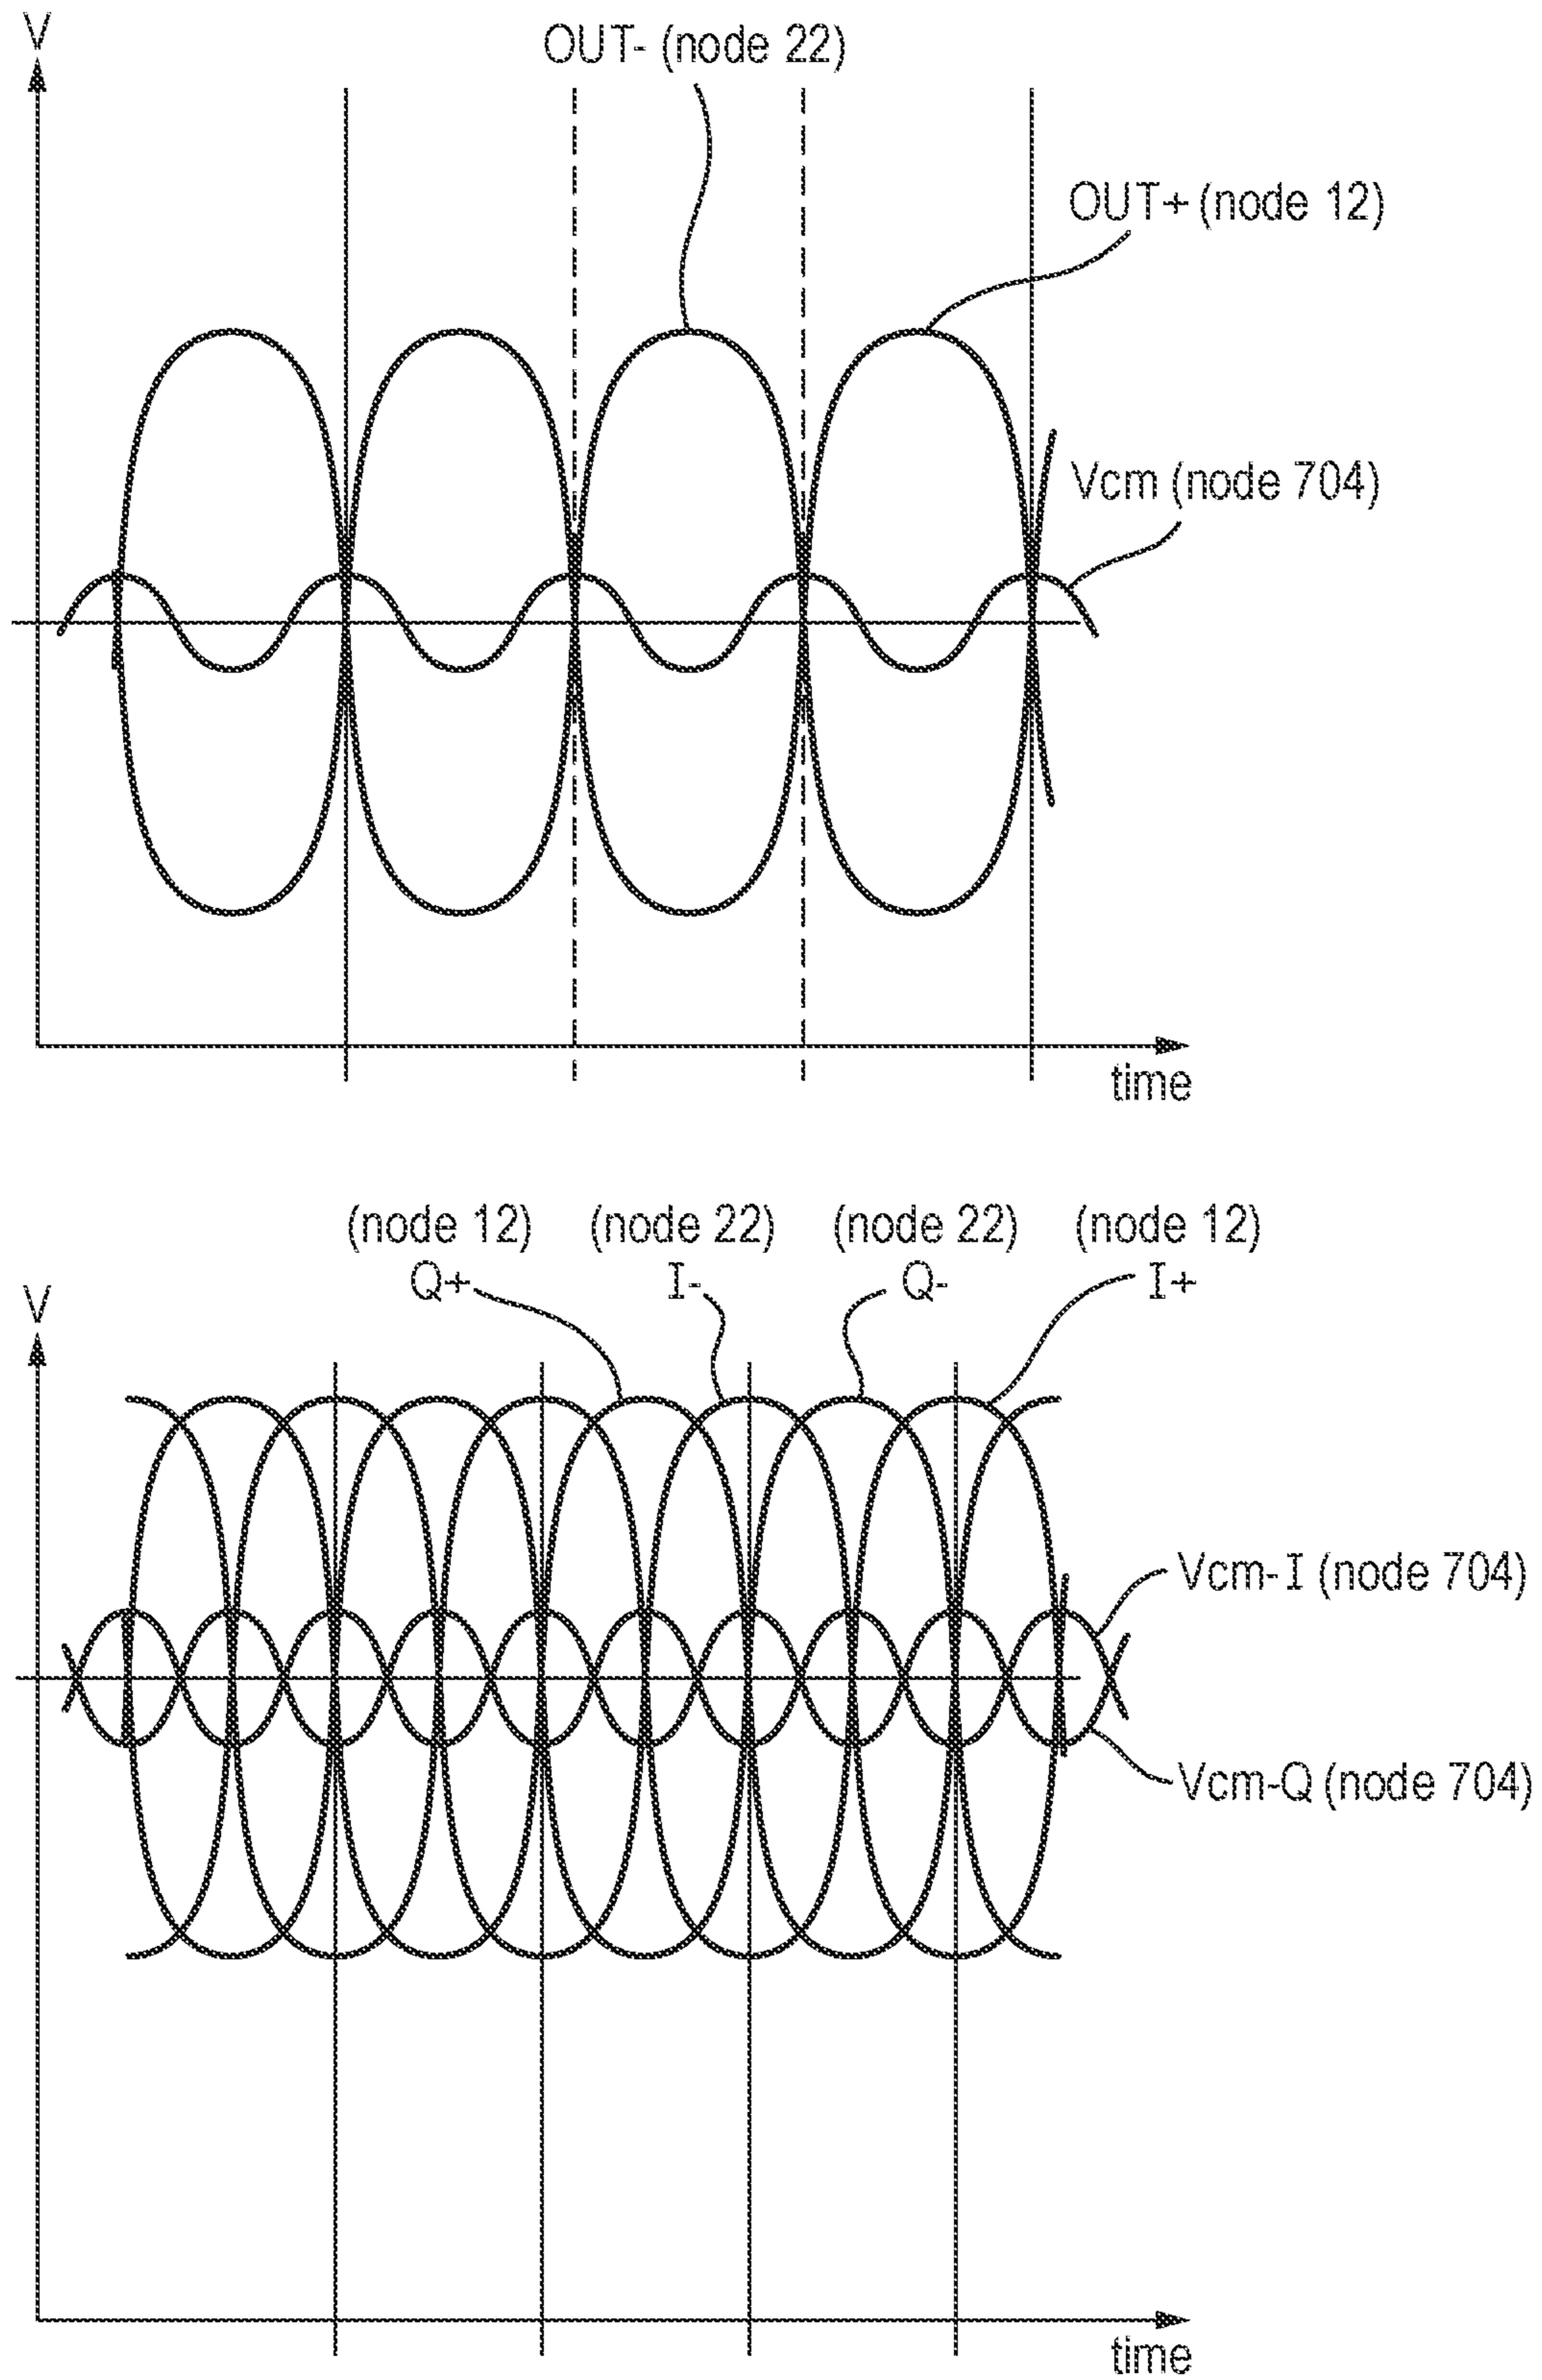 V
OUT- (node 22)
OUT+ (node 12)
Vcm (node 704)
time
(node 12) (node 22) (node 22) (node 12)
Q+ I- Q- I+
V
Vcm-I (node 704)
Vcm-Q (node 704)
time